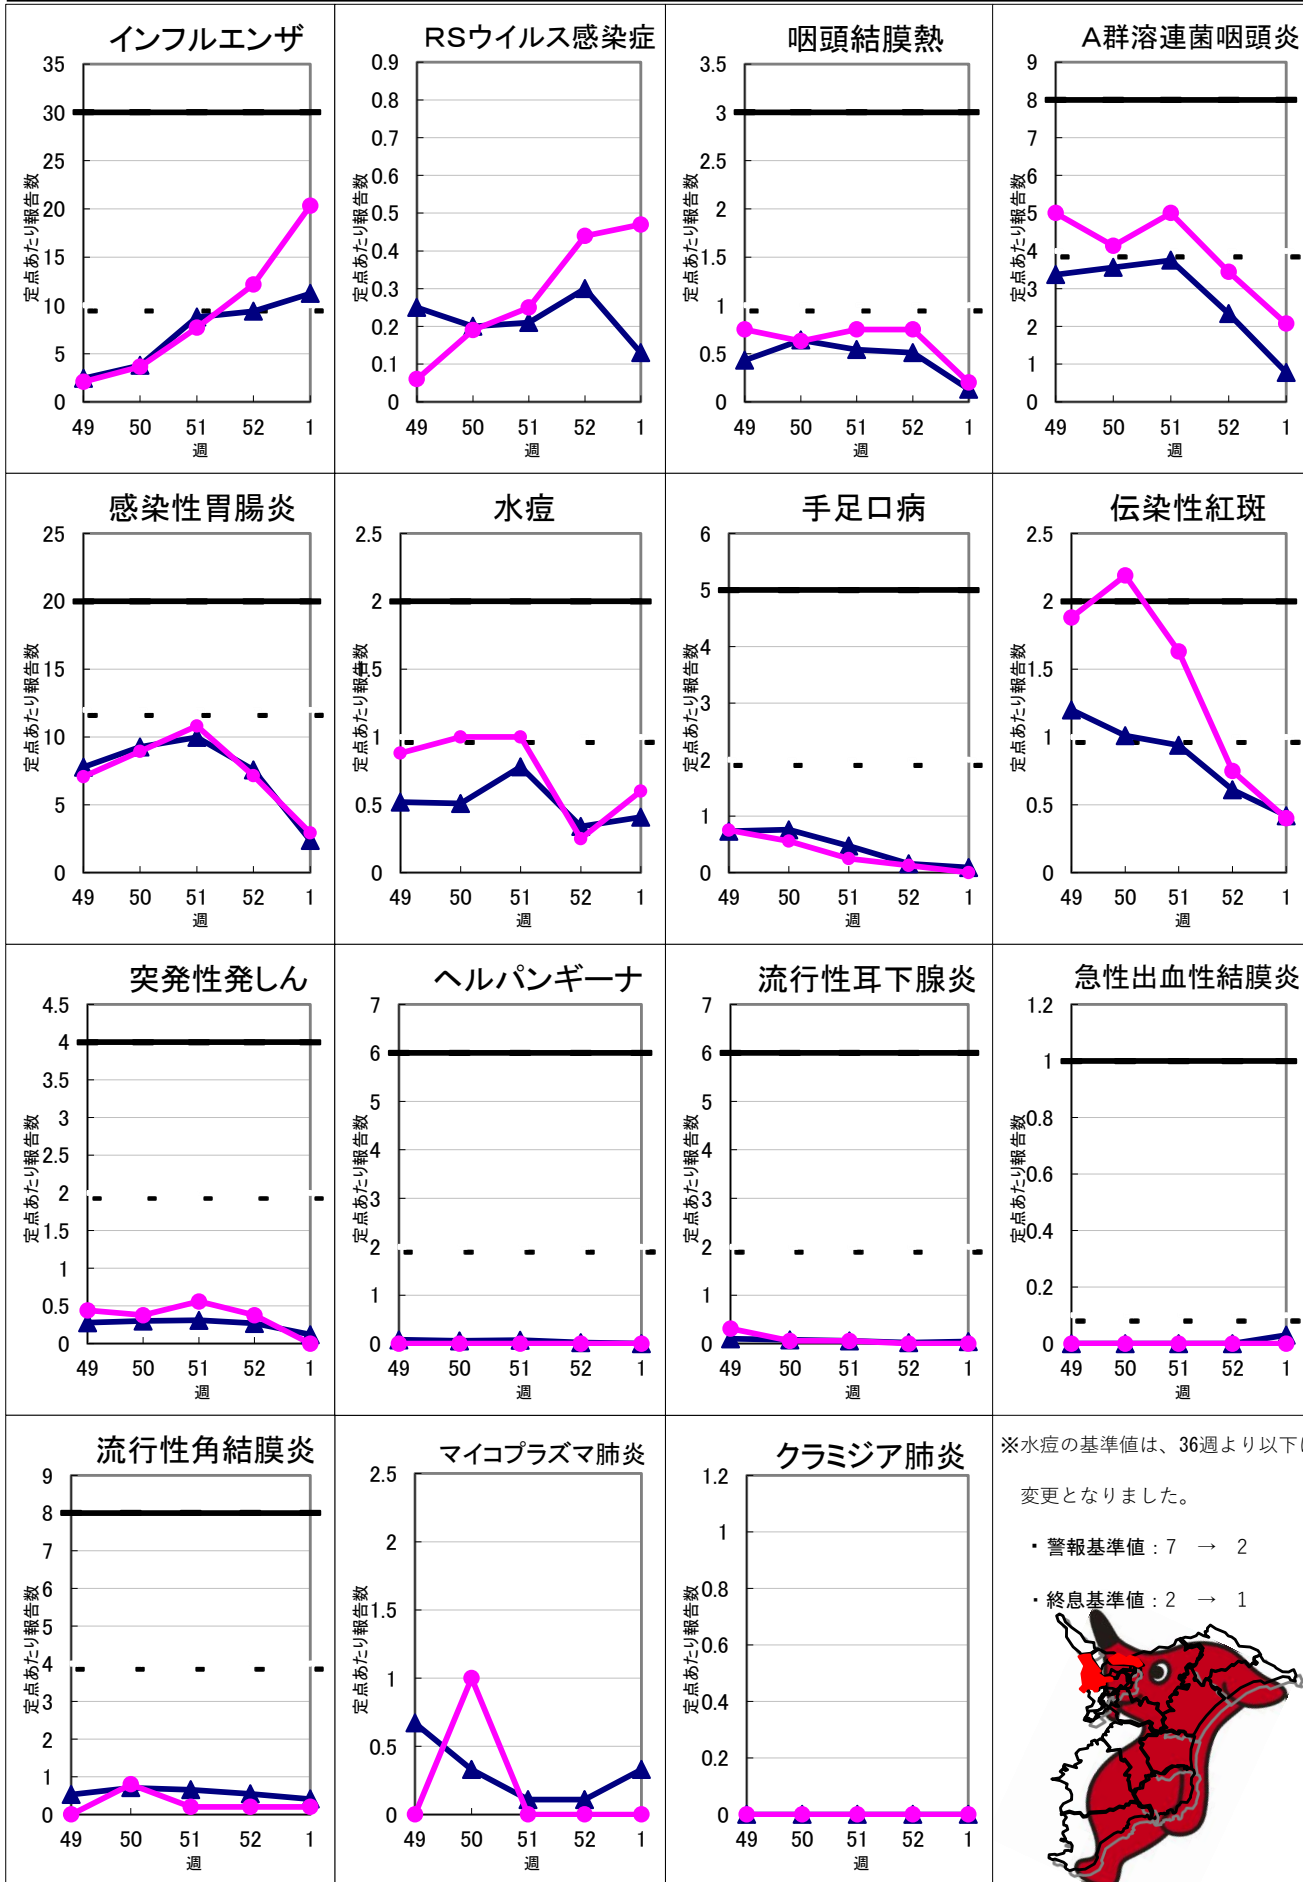 インフルエンザ
35
30
25
20
15
10
5
0
定点あたり報告数
49 50 51 52 1
週
RSウイルス感染症
0.9
0.8
0.7
0.6
0.5
0.4
0.3
0.2
0.1
0
定点あたり報告数
49 50 51 52 1
週
咽頭結膜熱
3.5
3
2.5
2
1.5
1
0.5
0
定点あたり報告数
49 50 51 52 1
週
A群溶連菌咽頭炎
9
8
7
6
5
4
3
2
1
0
定点あたり報告数
49 50 51 52 1
週
感染性胃腸炎
25
20
15
10
5
0
定点あたり報告数
49 50 51 52 1
週
水痘
2.5
2
1.5
1
0.5
0
定点あたり報告数
49 50 51 52 1
週
手足口病
6
5
4
3
2
1
0
定点あたり報告数
49 50 51 52 1
週
伝染性紅斑
2.5
2
1.5
1
0.5
0
定点あたり報告数
49 50 51 52 1
週
突発性発しん
4.5
4
3.5
3
2.5
2
1.5
1
0.5
0
定点あたり報告数
49 50 51 52 1
週
ヘルパンギーナ
7
6
5
4
3
2
1
0
定点あたり報告数
49 50 51 52 1
週
流行性耳下腺炎
7
6
5
4
3
2
1
0
定点あたり報告数
49 50 51 52 1
週
急性出血性結膜炎
1.2
1
0.8
0.6
0.4
0.2
0
定点あたり報告数
49 50 51 52 1
週
流行性角結膜炎
9
8
7
6
5
4
3
2
1
0
定点あたり報告数
49 50 51 52 1
週
マイコプラズマ肺炎
2.5
2
1.5
1
0.5
0
定点あたり報告数
49 50 51 52 1
週
クラミジア肺炎
1.2
1
0.8
0.6
0.4
0.2
0
定点あたり報告数
49 50 51 52 1
週
※水痘の基準値は、36週より以下に
変更となりました。
・警報基準値：7 → 2
・終息基準値：2 → 1